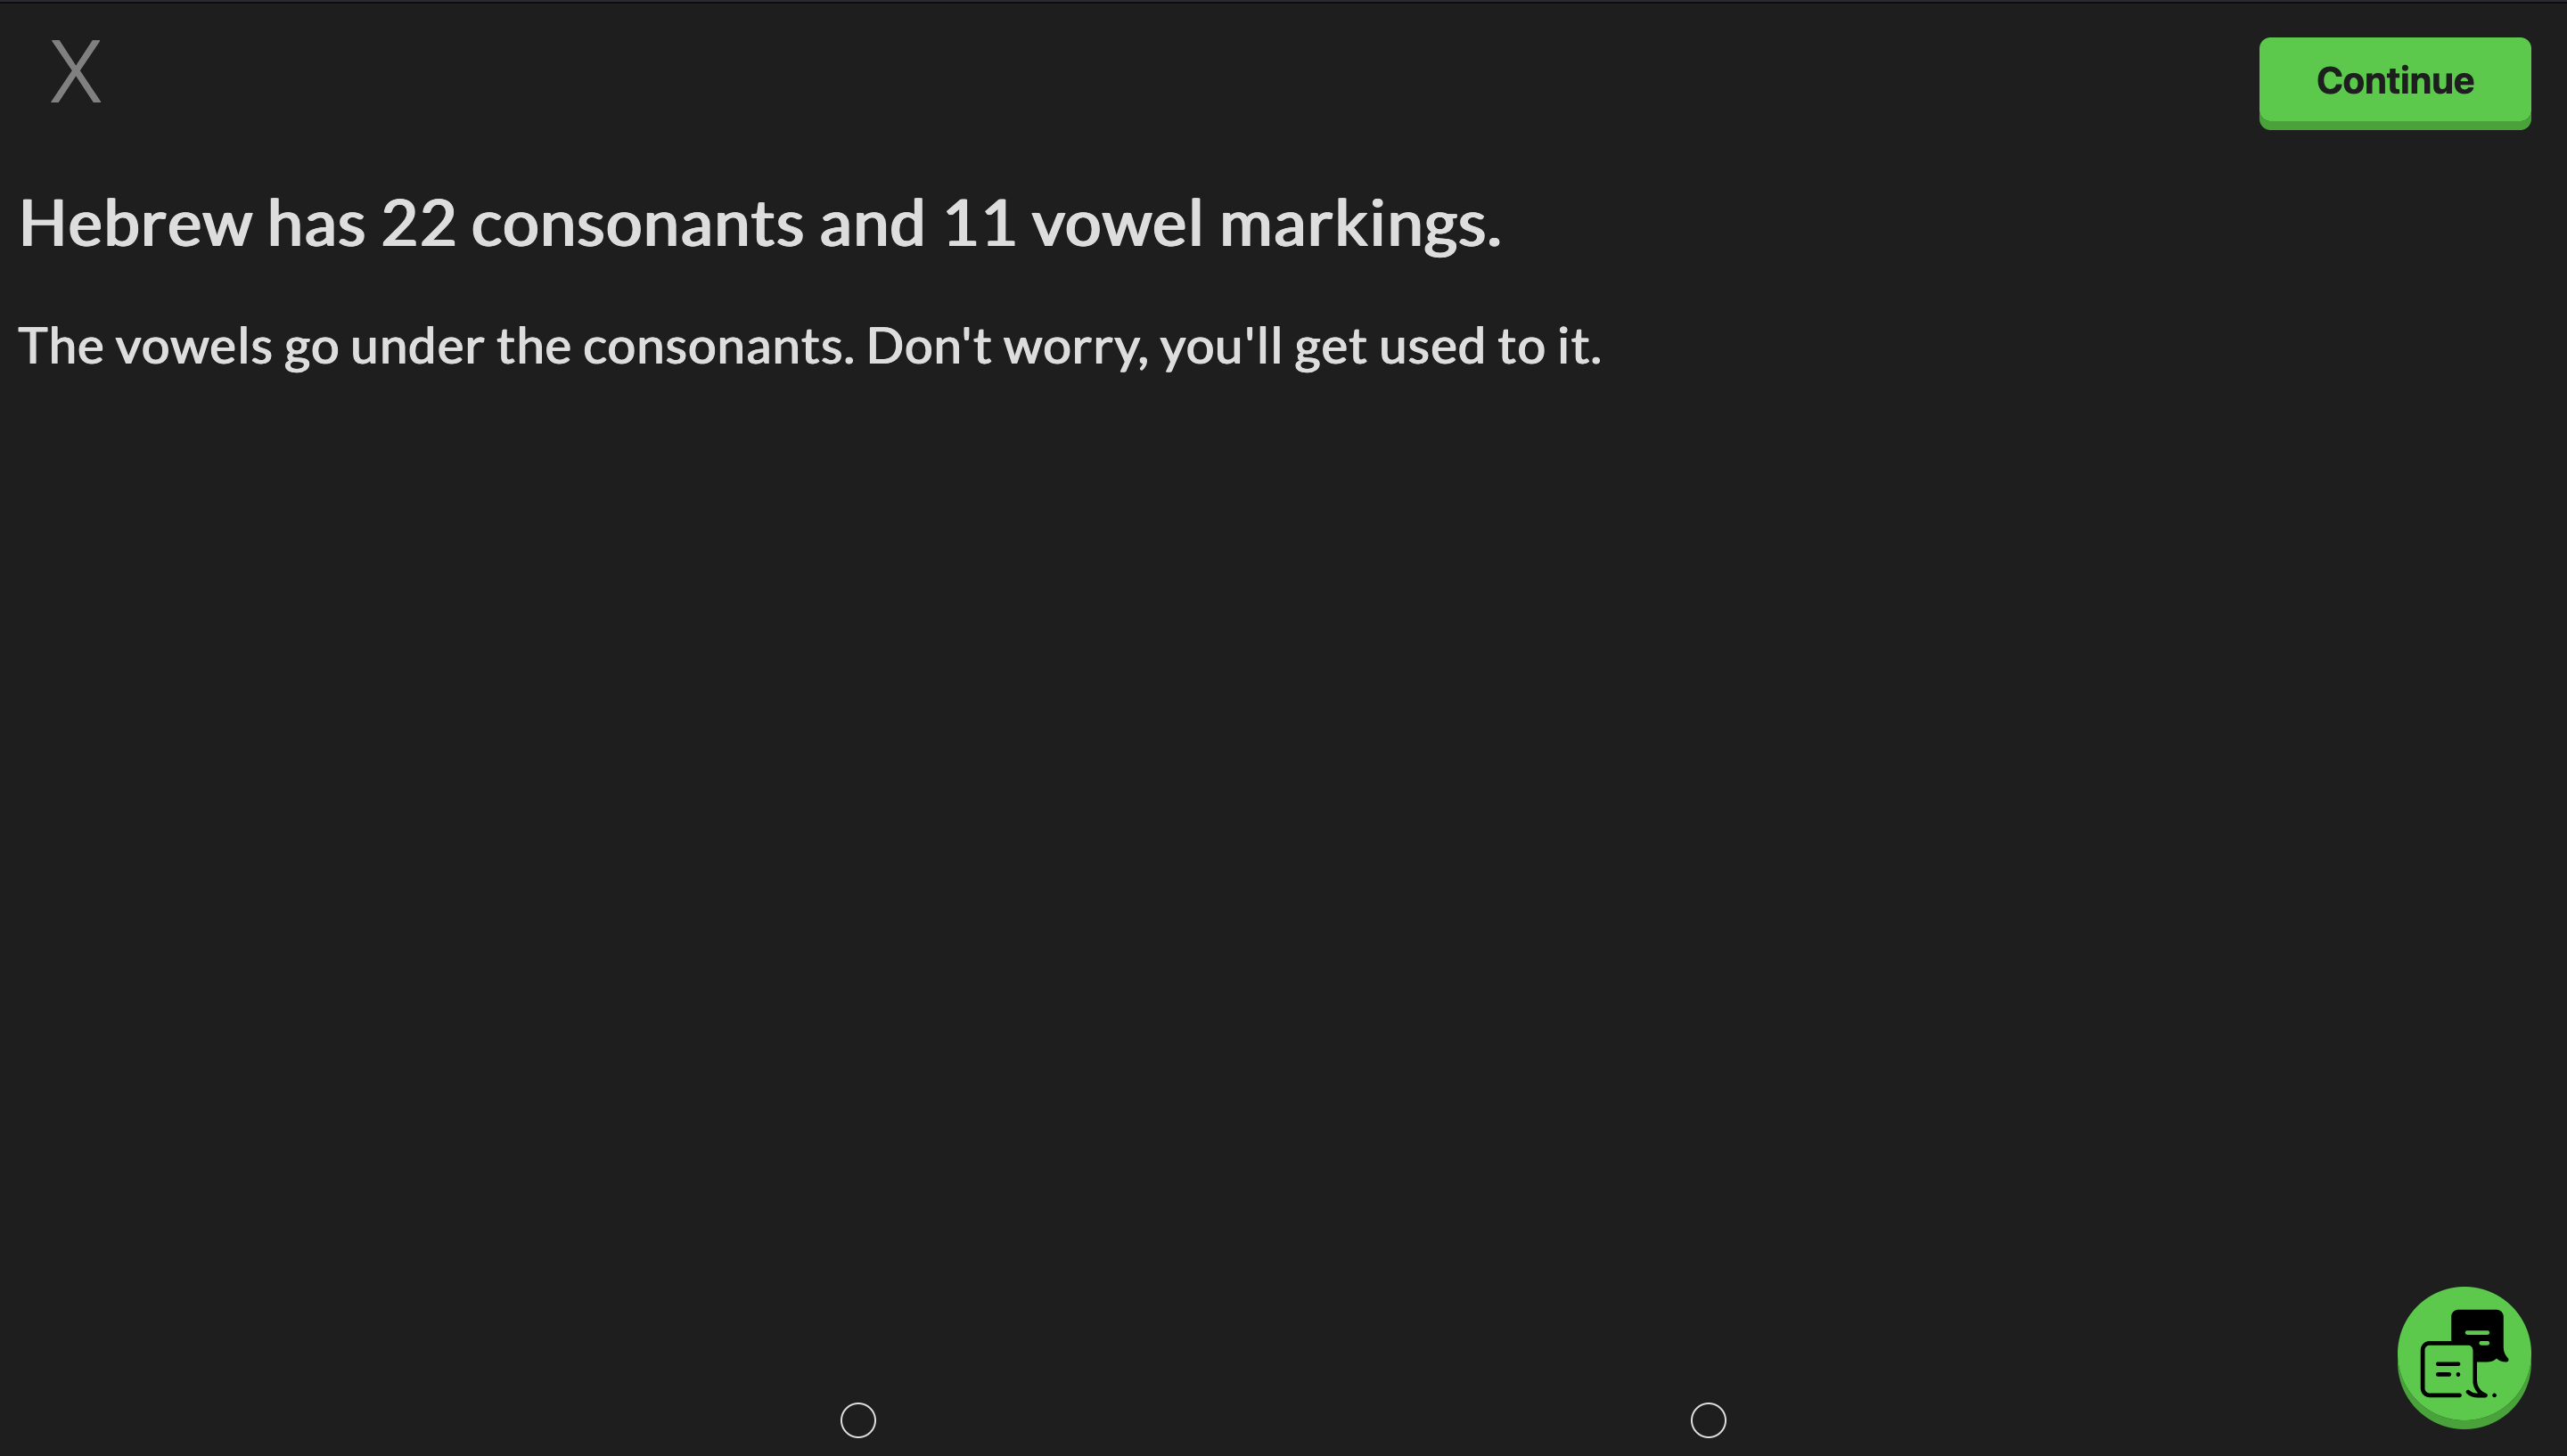 X
Continue
Hebrew has 22 consonants and 11 vowel markings.
The vowels go under the consonants. Don't worry, you'll get used to it.